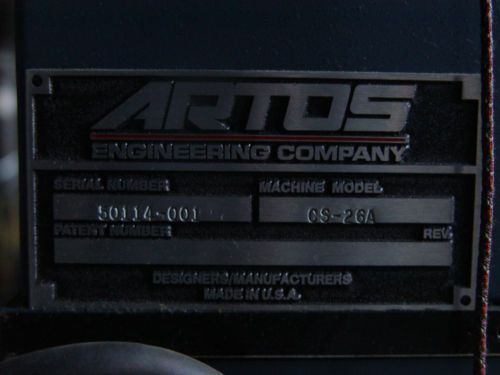 ARTOS
ENGINEERING COMPANY
SERIAL NUMBER MACHINE MODEL
50114-001 CS-26A
PATENT NUMBER REV.
DESIGNERS/MANUFACTURERS
MADE IN U.S.A.